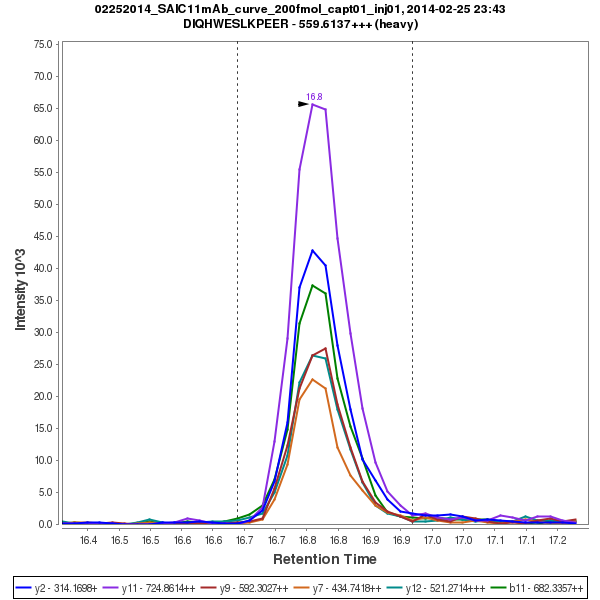 02252014_SAIC11mAb_curve_200fmol_capt01_inj01, 2014-02-25 23:43
DIQHWESLKPEER - 559.6137+++ (heavy)
75.0
70.0
65.0
60.0
55.0
50.0
45.0
40.0
35.0
30.0
25.0
20.0
15.0
10.0
5.0
0.0
Intensity 10^3
16.8
16.4 16.5 16.5 16.6 16.6 16.7 16.7 16.8 16.8 16.9 16.9 17.0 17.0 17.1 17.1 17.2
Retention Time
y2 - 314.1698+ y11 - 724.8614++ y9 - 592.3027++ y7 - 434.7418++ y12 - 521.2714+++ b11 - 682.3357++